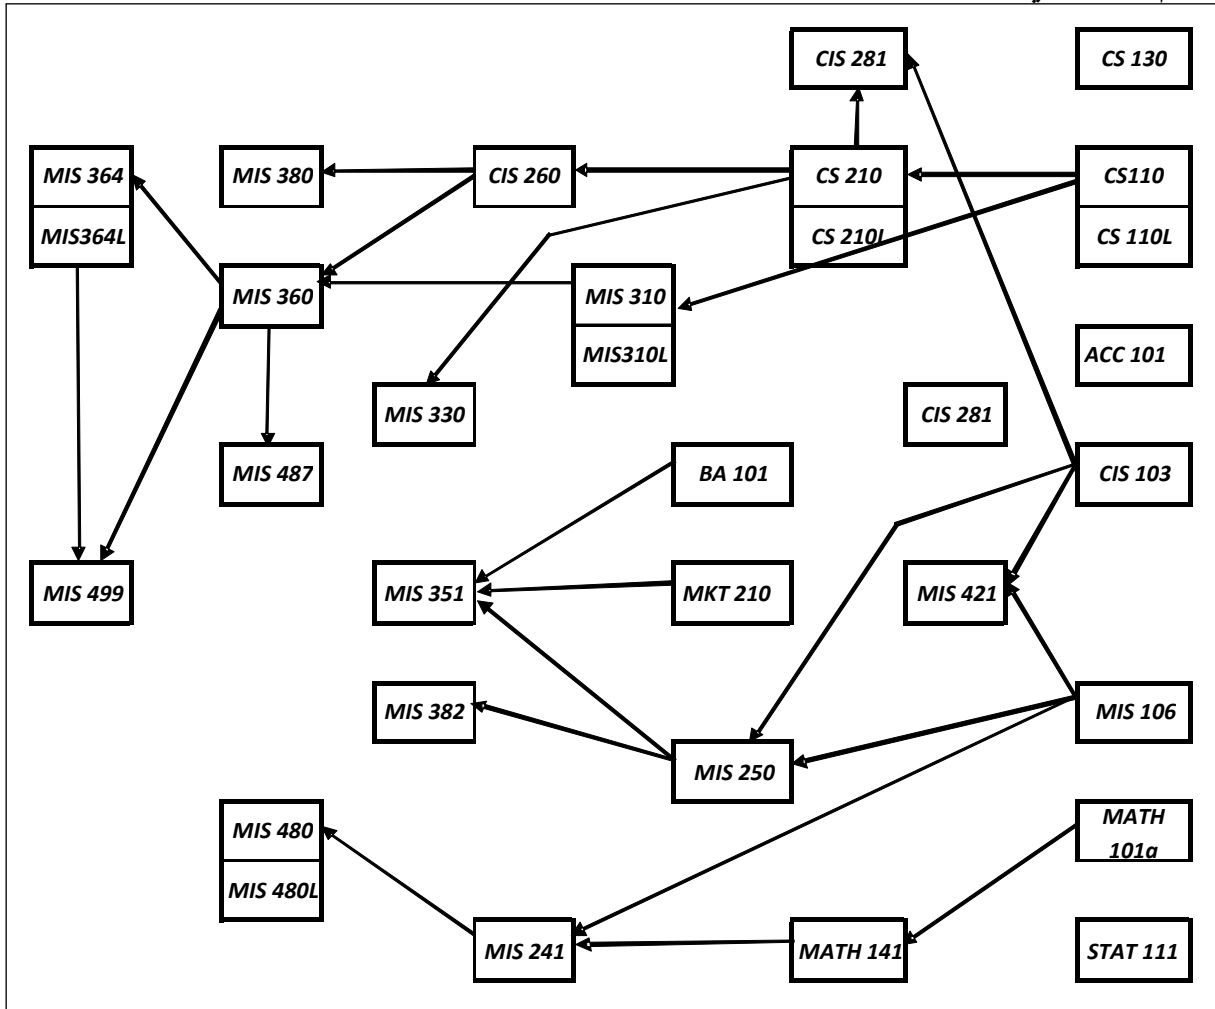 CIS 281
CS 130
MIS 364
MIS 380
CIS 260
CS 210
CS110
MIS364L
CS 210L
CS 110L
MIS 360
MIS 310
MIS310L
ACC 101
MIS 330
CIS 281
MIS 487
BA 101
CIS 103
MIS 499
MIS 351
MKT 210
MIS 421
MIS 382
MIS 106
MIS 250
MIS 480
MATH
101a
MIS 480L
MIS 241
MATH 141
STAT 111